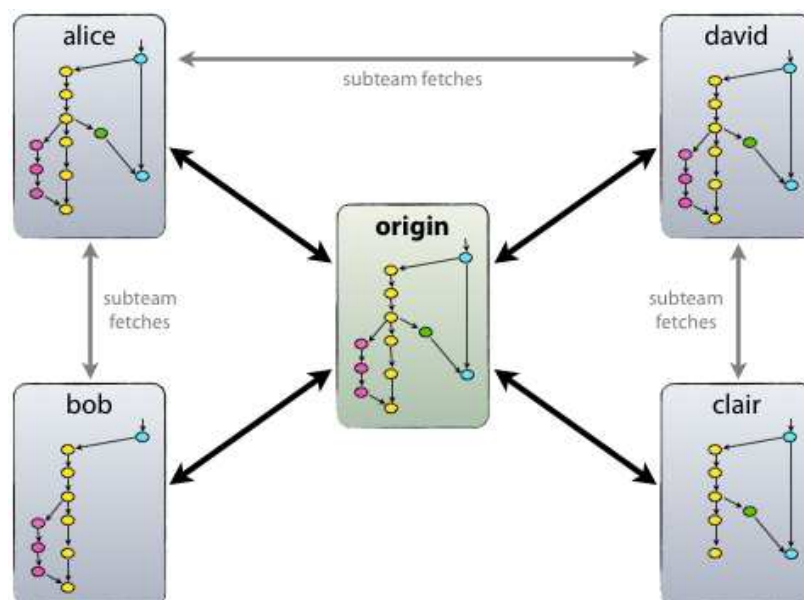 alice
david
subteam fetches
origin
subteam
fetches
subteam
fetches
bob
clair